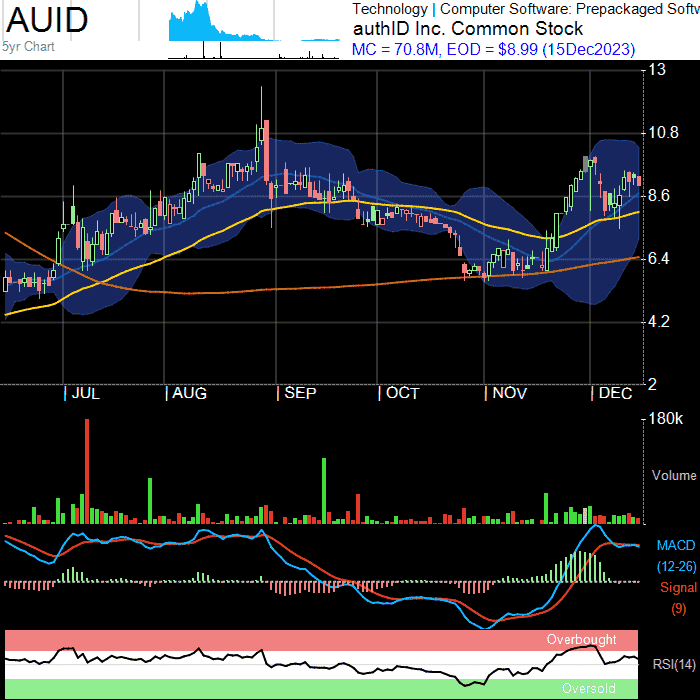 AUID
5yr Chart
Technology | Computer Software: Prepackaged Softw
authID Inc. Common Stock
MC = 70.8M, EOD = $8.99 (15Dec2023)
13
10.8
8.6
6.4
4.2
2
JUL
AUG
SEP
OCT
NOV
DEC
180k
Volume
MACD
(12-26)
Signal
(9)
Overbought
RSI(14)
Oversold